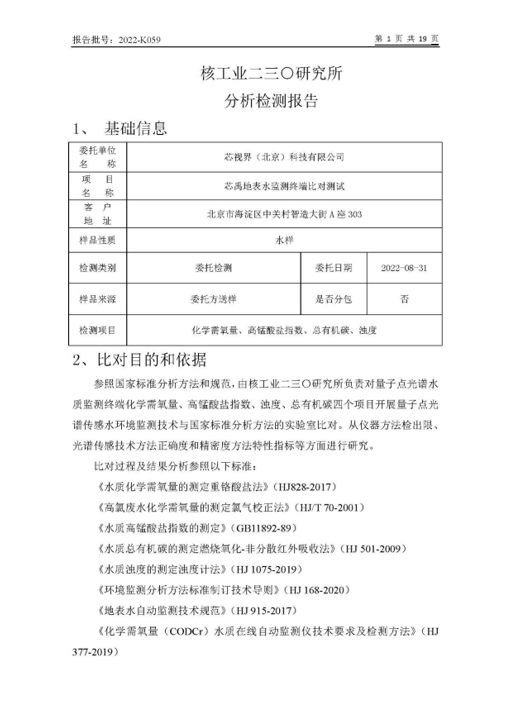 报告批号：2022-K059
第 1 页 共 19 页
核工业二三〇研究所
分析检测报告
1、 基础信息
委托单位
名 称
芯视界（北京）科技有限公司
项 目
名 称
芯禹地表水监测终端比对测试
客 户
地 址
北京市海淀区中关村智造大街 A 座 303
样品性质
水样
检测类别
委托检测
委托日期
2022-08-31
样品来源
委托方送样
是否分包
否
检测项目
化学需氧量、高锰酸盐指数、总有机碳、浊度
2、比对目的和依据
参照国家标准分析方法和规范，由核工业二三〇研究所负责对量子点光谱水
质监测终端化学需氧量、高锰酸盐指数、浊度、总有机碳四个项目开展量子点光
谱传感水环境监测技术与国家标准分析方法的实验室比对。从仪器方法检出限、
光谱传感技术方法正确度和精密度方法特性指标等方面进行研究。
比对过程及结果分析参照以下标准：
《水质化学需氧量的测定重铬酸盐法》（HJ828-2017）
《高氯废水化学需氧量的测定氯气校正法》（HJ/T 70-2001）
《水质高锰酸盐指数的测定》（GB11892-89）
《水质总有机碳的测定燃烧氧化-非分散红外吸收法》（HJ 501-2009）
《水质浊度的测定浊度计法》（HJ 1075-2019）
《环境监测分析方法标准制订技术导则》（HJ 168-2020）
《地表水自动监测技术规范》（HJ 915-2017）
《化学需氧量（CODCr）水质在线自动监测仪技术要求及检测方法》（HJ
377-2019）